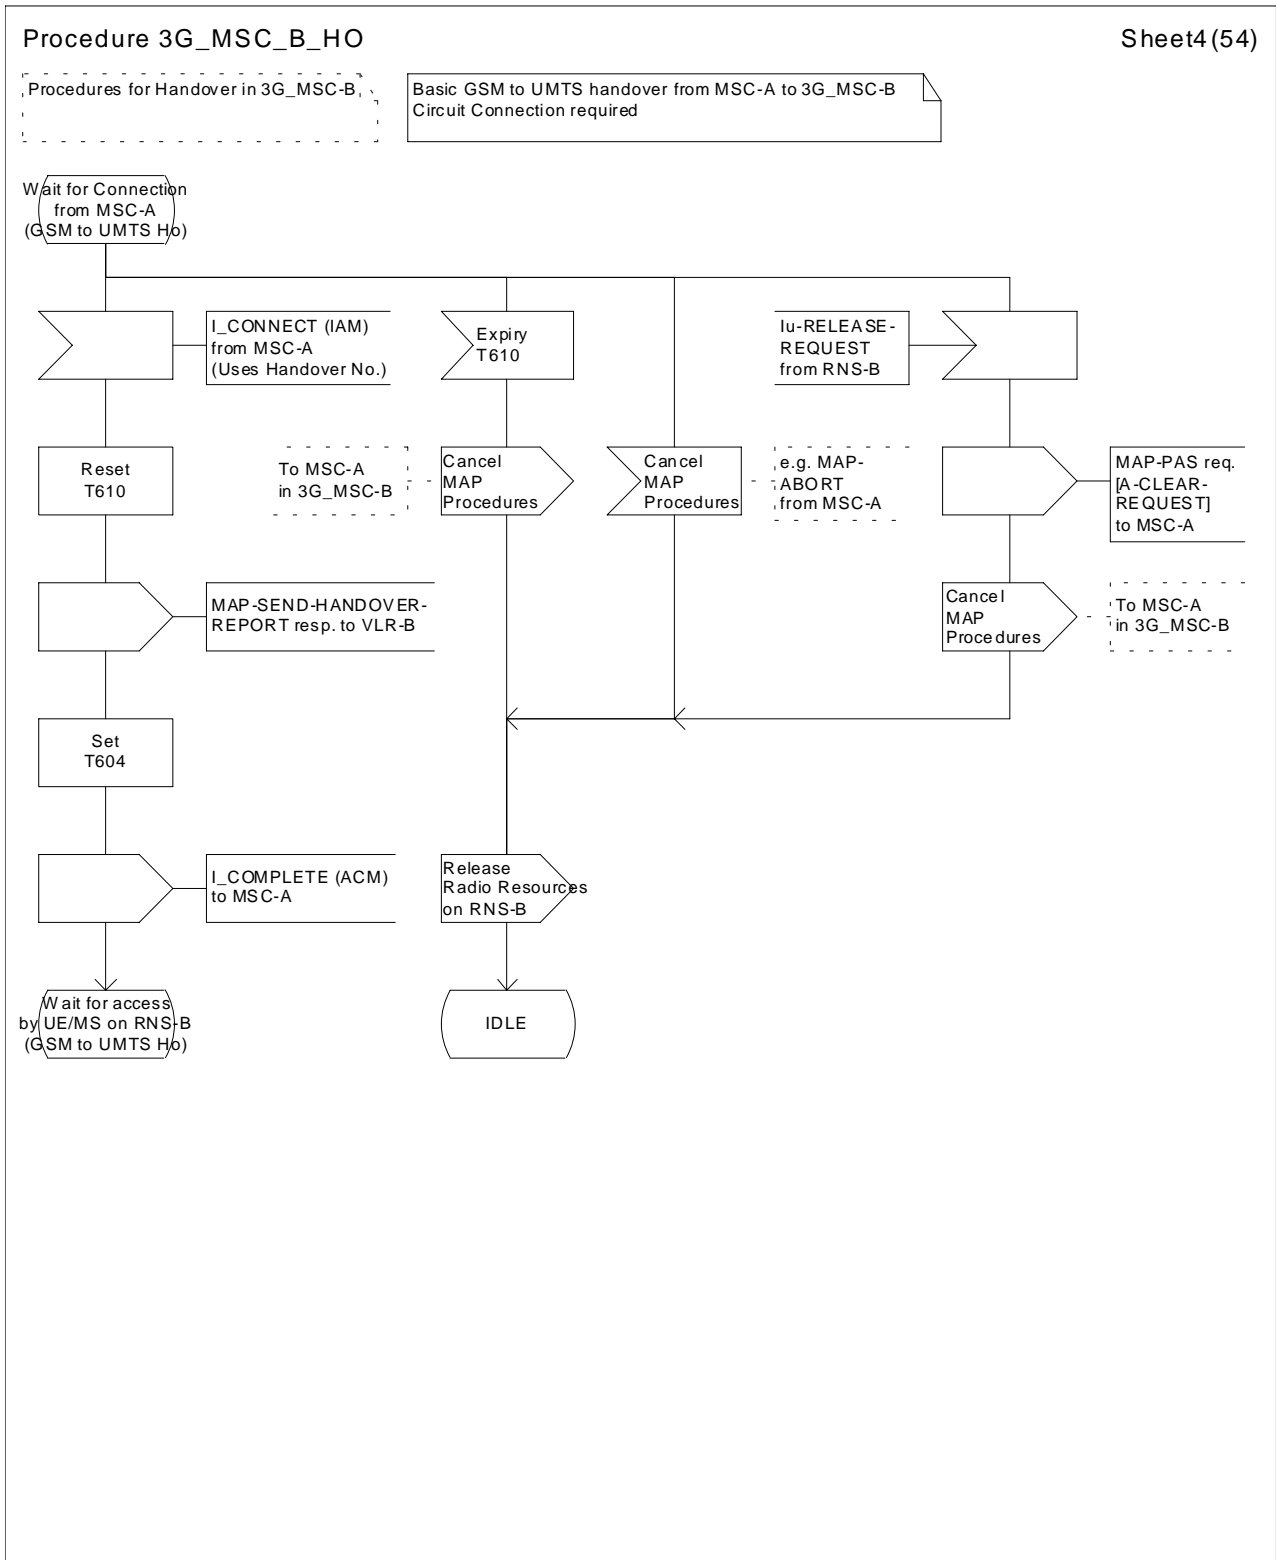 Procedure 3G_MSC_B_HO
Sheet4(54)
Procedures for Handover in 3G_MSC-B
Basic GSM to UMTS handover from MSC-A to 3G_MSC-B
Circuit Connection required
Wait for Connection
from MSC-A
(GSM to UMTS Ho)
I_CONNECT (IAM)
from MSC-A
(Uses Handover No.)
Expiry
T610
Iu-RELEASE-
REQUEST
from RNS-B
Reset
T610
To MSC-A
in 3G_MSC-B
Cancel
MAP
Procedures
Cancel
MAP
Procedures
e.g. MAP-
ABORT
from MSC-A
MAP-PAS req.
[A-CLEAR-
REQUEST]
to MSC-A
MAP-SEND-HANDOVER-
REPORT resp. to VLR-B
Cancel
MAP
Procedures
To MSC-A
in 3G_MSC-B
Set
T604
I_COMPLETE (ACM)
to MSC-A
Release
Radio Resources
on RNS-B
Wait for access
by UE/MS on RNS-B
(GSM to UMTS Ho)
IDLE